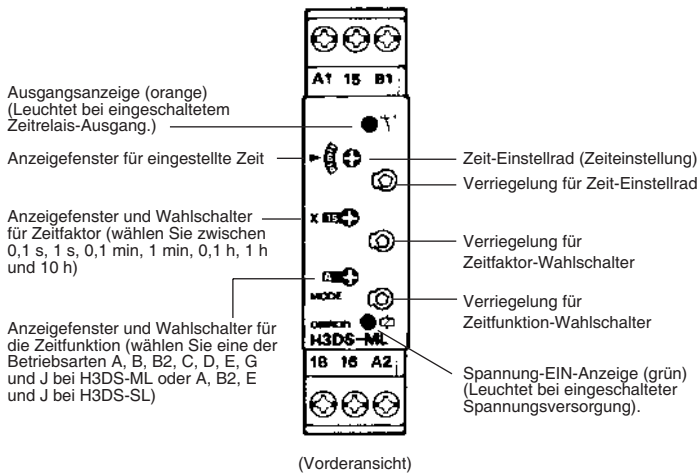 A1 15 B1
Ausgangsanzeige (orange)
(Leuchtet bei eingeschaltetem
Zeitrelais-Ausgang.)
Anzeigefenster für eingestellte Zeit
Zeit-Einstellrad (Zeiteinstellung)
Verriegelung für Zeit-Einstellrad
Anzeigefenster und Wahlschalter
für Zeitfaktor (wählen Sie zwischen
0,1 s, 1 s, 0,1 min, 1 min, 0,1 h, 1 h
und 10 h)
X
Verriegelung für
Zeitfaktor-Wahlschalter
A
MODE
Verriegelung für
Zeitfunktion-Wahlschalter
Anzeigefenster und Wahlschalter für
die Zeitfunktion (wählen Sie eine der
Betriebsarten A, B, B2, C, D, E, G
und J bei H3DS-ML oder A, B2, E
und J bei H3DS-SL)
omron
H3DS-ML
18 16 A2
Spannung-EIN-Anzeige (grün)
(Leuchtet bei eingeschalteter
Spannungsversorgung).
(Vorderansicht)